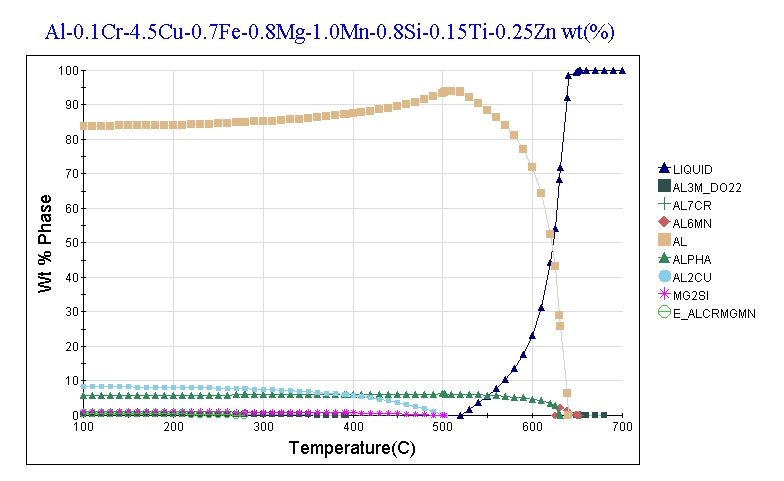 Al-0.1Cr-4.5Cu-0.7Fe-0.8Mg-1.0Mn-0.8Si-0.15Ti-0.25Zn wt(%)
100
90
80
70
60
50
40
30
20
10
0
Wt % Phase
100 200 300 400 500 600 700
Temperature(C)
LIQUID
AL3M_DO22
AL7CR
AL6MN
AL
ALPHA
AL2CU
MG2SI
E_ALCRMGMN